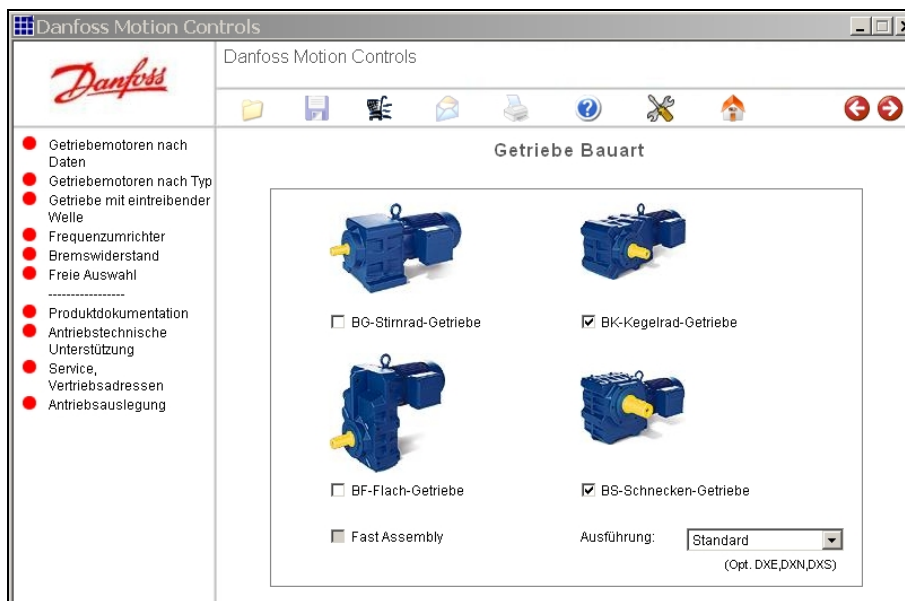 Danfoss Motion Controls
Danfoss
Danfoss Motion Controls
Getriebemotoren nach
Daten
Getriebemotoren nach Typ
Getriebe mit eintreibender
Welle
Frequenzumrichter
Bremswiderstand
Freie Auswahl
----------------
Produktdokumentation
Antriebstechnische
Unterstützung
Service,
Vertriebsadressen
Antriebsauslegung
Getriebe Bauart
BG-Stirnrad-Getriebe
BK-Kegelrad-Getriebe
BF-Flach-Getriebe
BS-Schnecken-Getriebe
Fast Assembly
Ausführung:
Standard
(Opt. DXE,DXN,DXS)